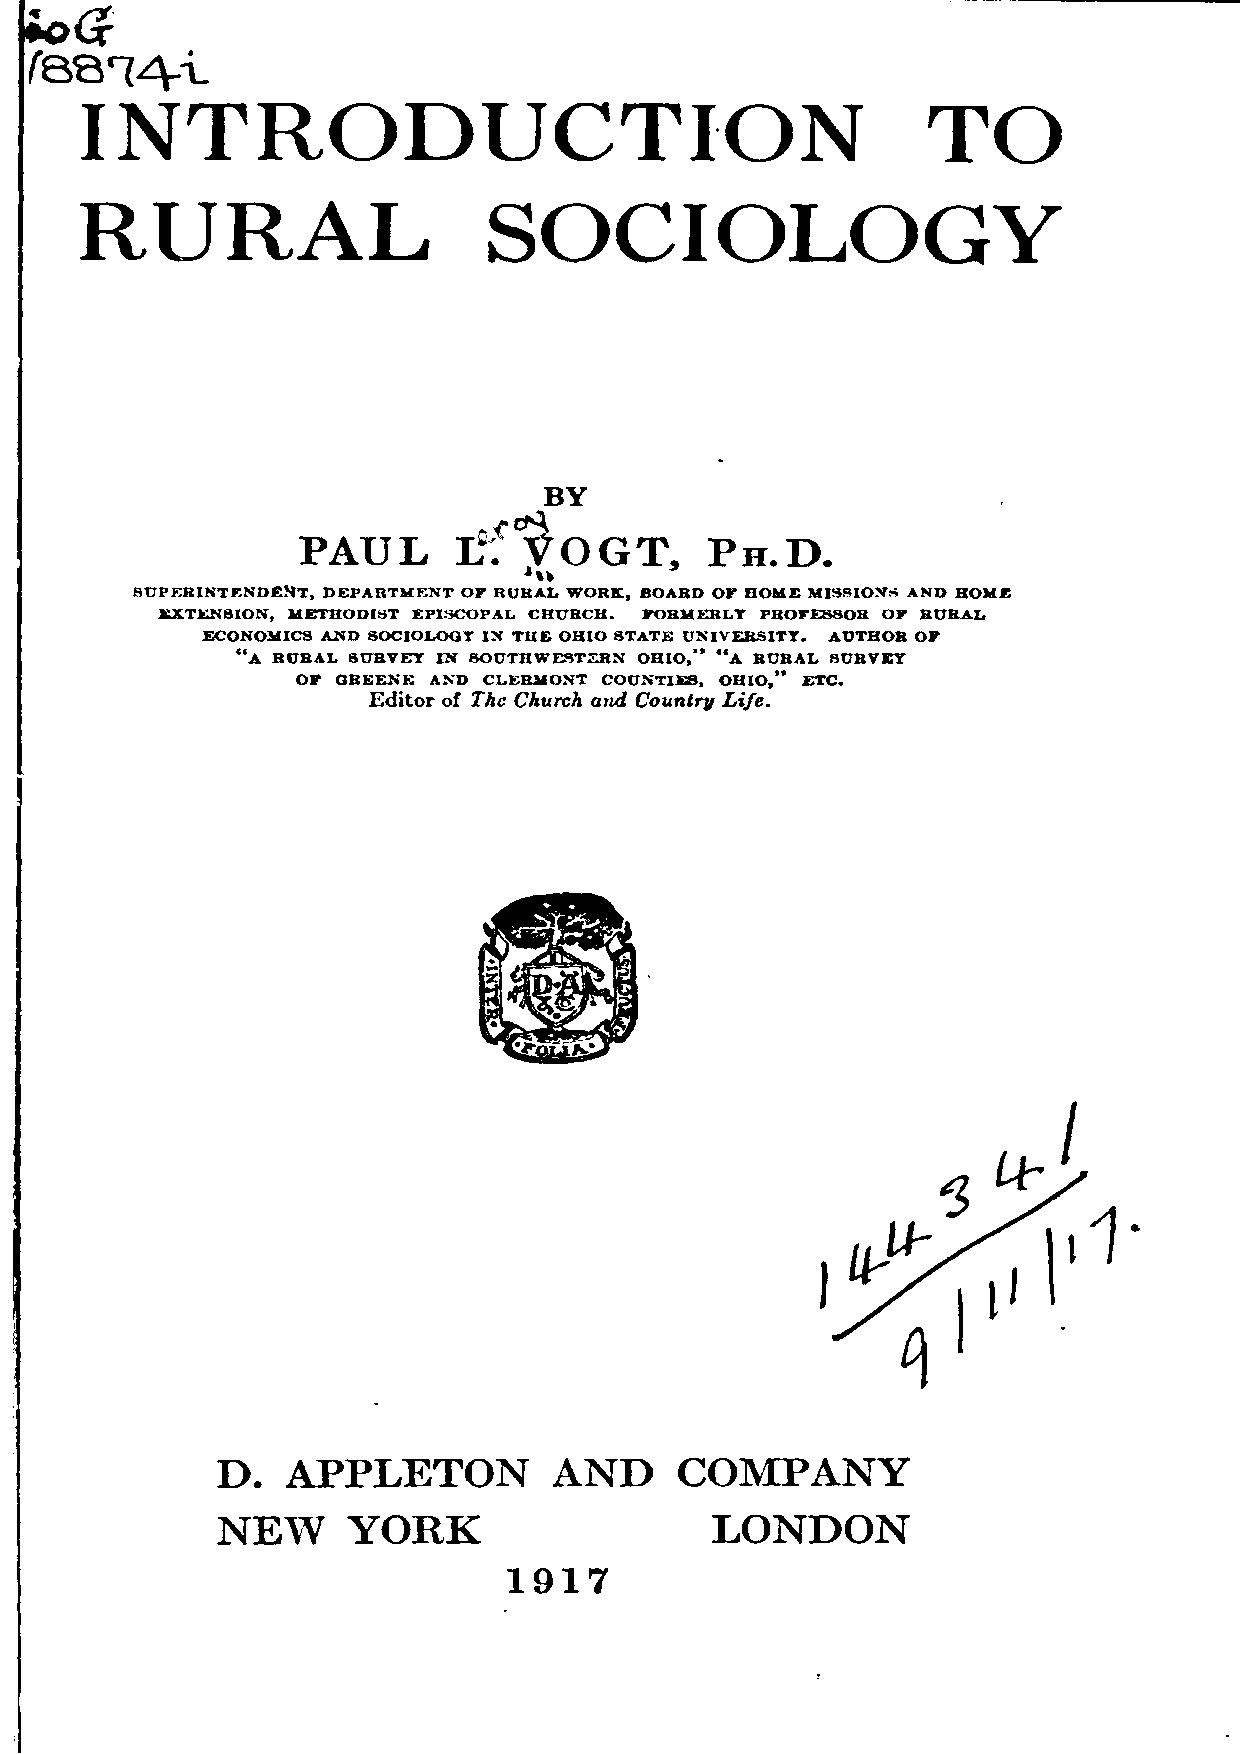 ioG
18874i
INTRODUCTION TO
RURAL SOCIOLOGY
BY
eroy
PAUL L. VOGT, PH.D.
SUPERINTENDENT, DEPARTMENT OF RURAL WORK, BOARD OF HOME MISSIONS AND HOME
EXTENSION, METHODIST EPISCOPAL CHURCH. FORMERLY PROFESSOR OF RURAL
ECONOMICS AND SOCIOLOGY IN THE OHIO STATE UNIVERSITY. AUTHOR OF
"A RURAL SURVEY IN SOUTHWESTERN OHIO," "A RURAL SURVEY
OF GREENE AND CLERMONT COUNTIES, OHIO," ETC.
Editor of The Church and Country Life.
D·A
& Co
INTER · FOLIA · FRUCTUS
144341
9/11/17.
D. APPLETON AND COMPANY
NEW YORK LONDON
1917